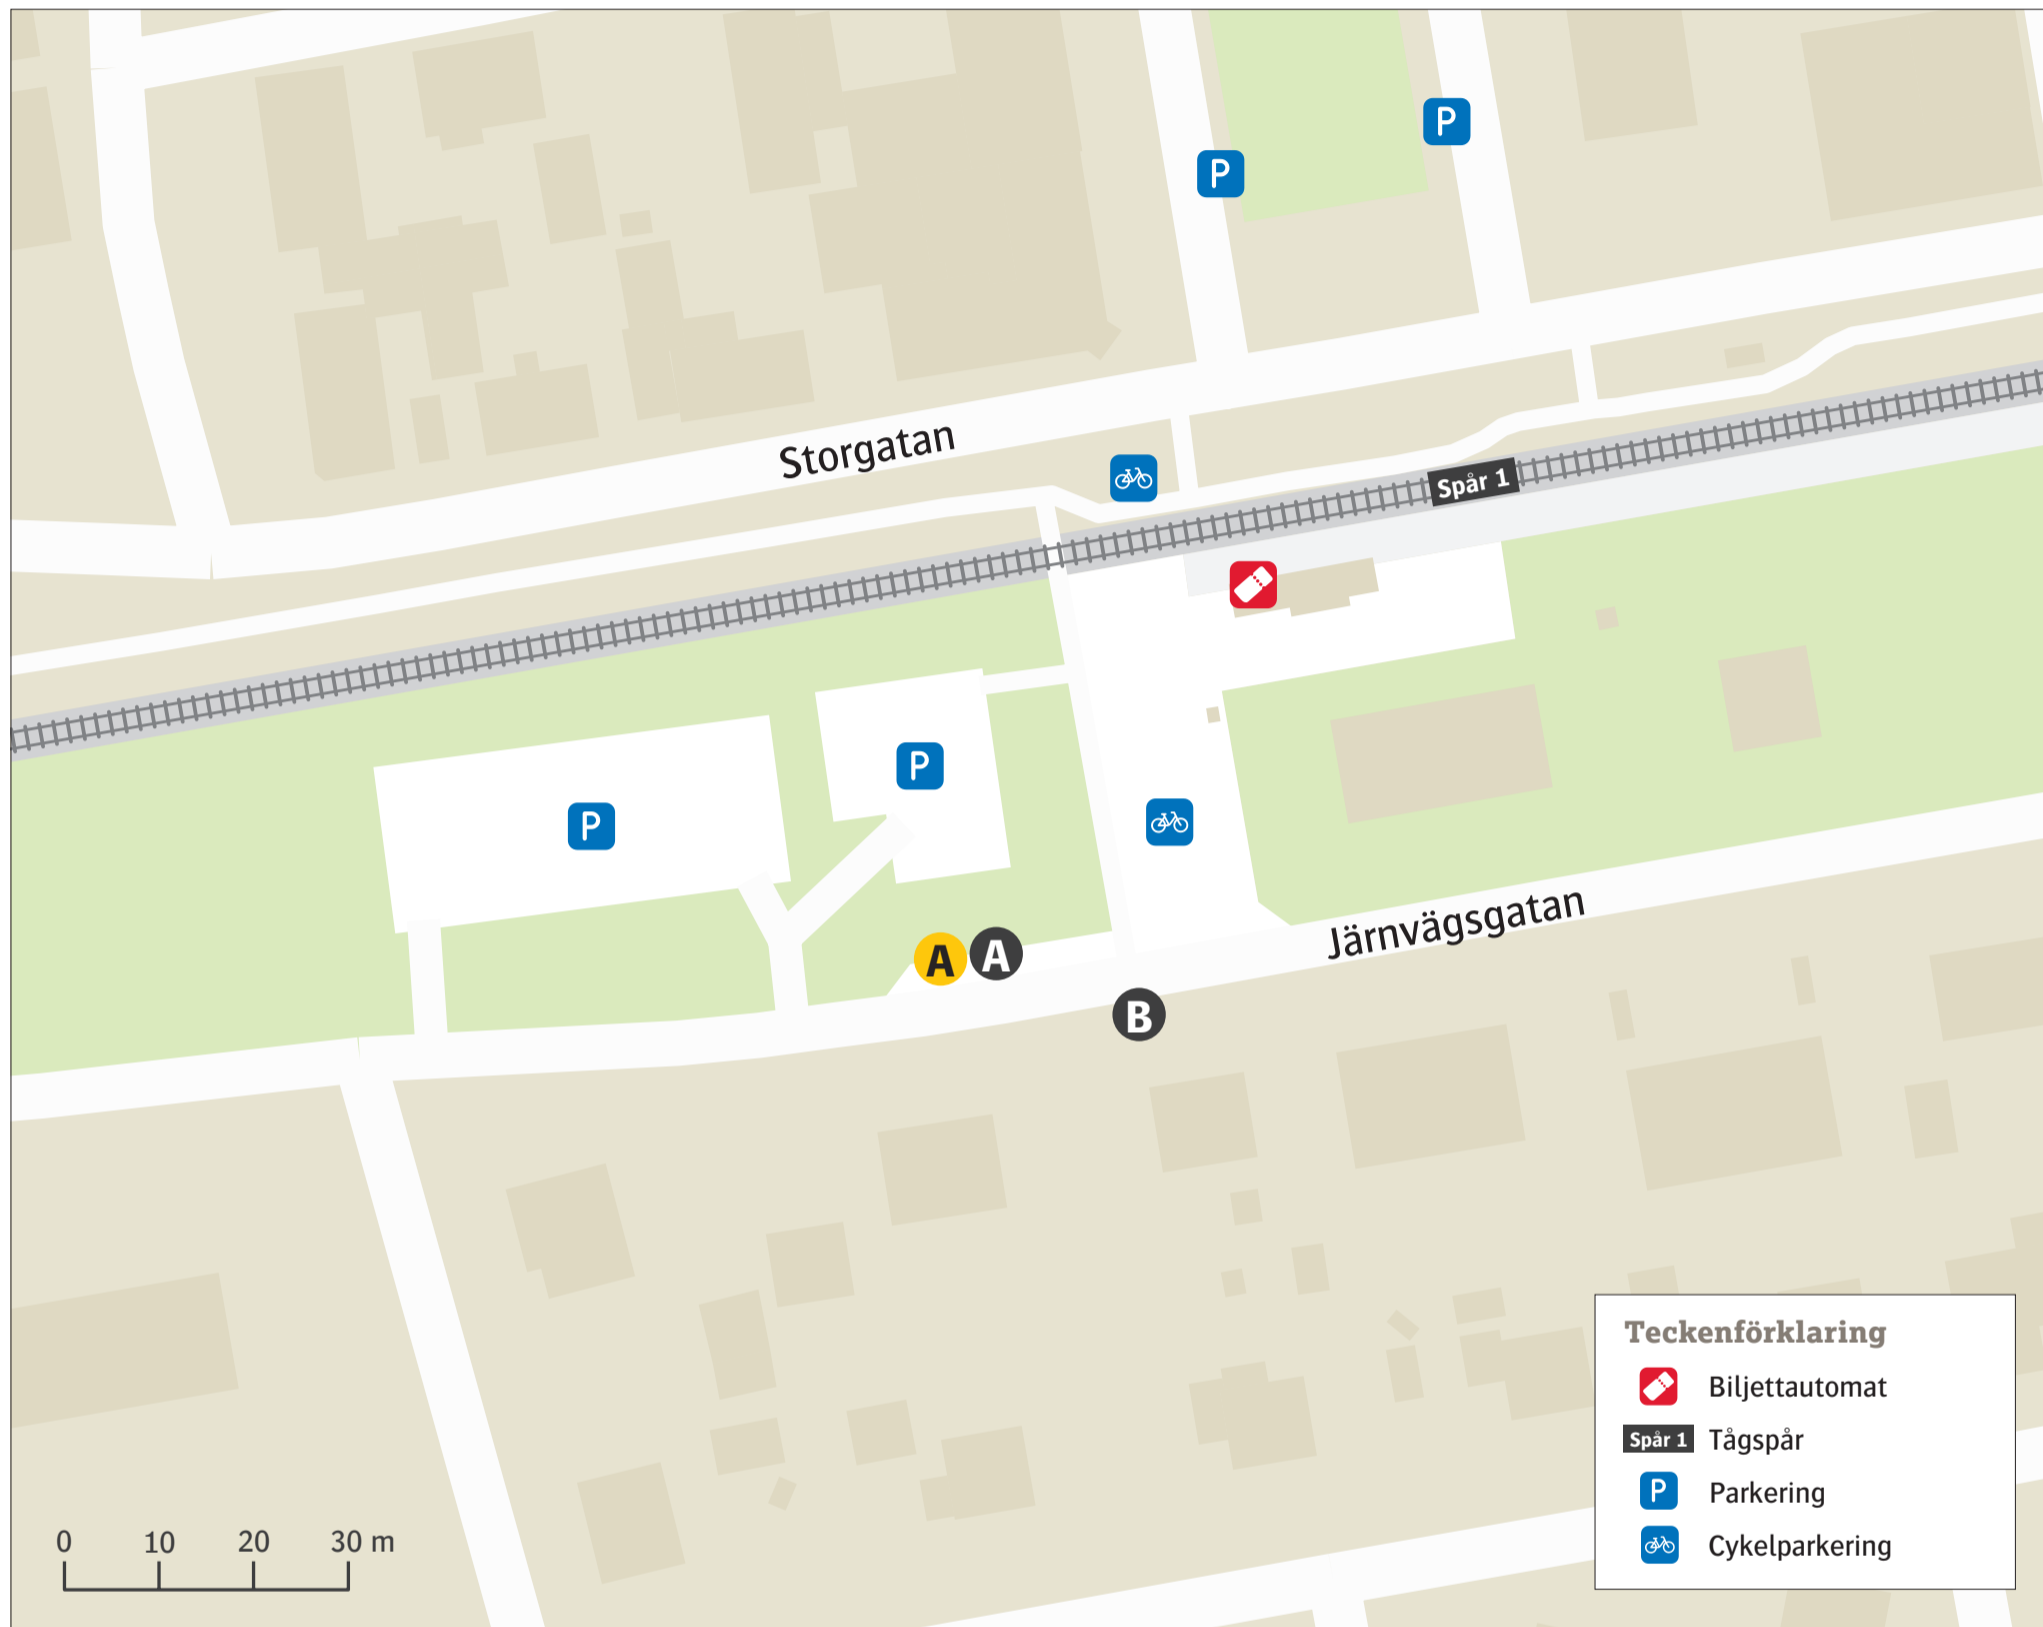 P
P
Storgatan
Spår 1
P
P
A A
Järnvägsgatan
B
Teckenförklaring
Biljettautomat
Spår 1 Tågspår
P Parkering
Cykelparkering
0 10 20 30 m